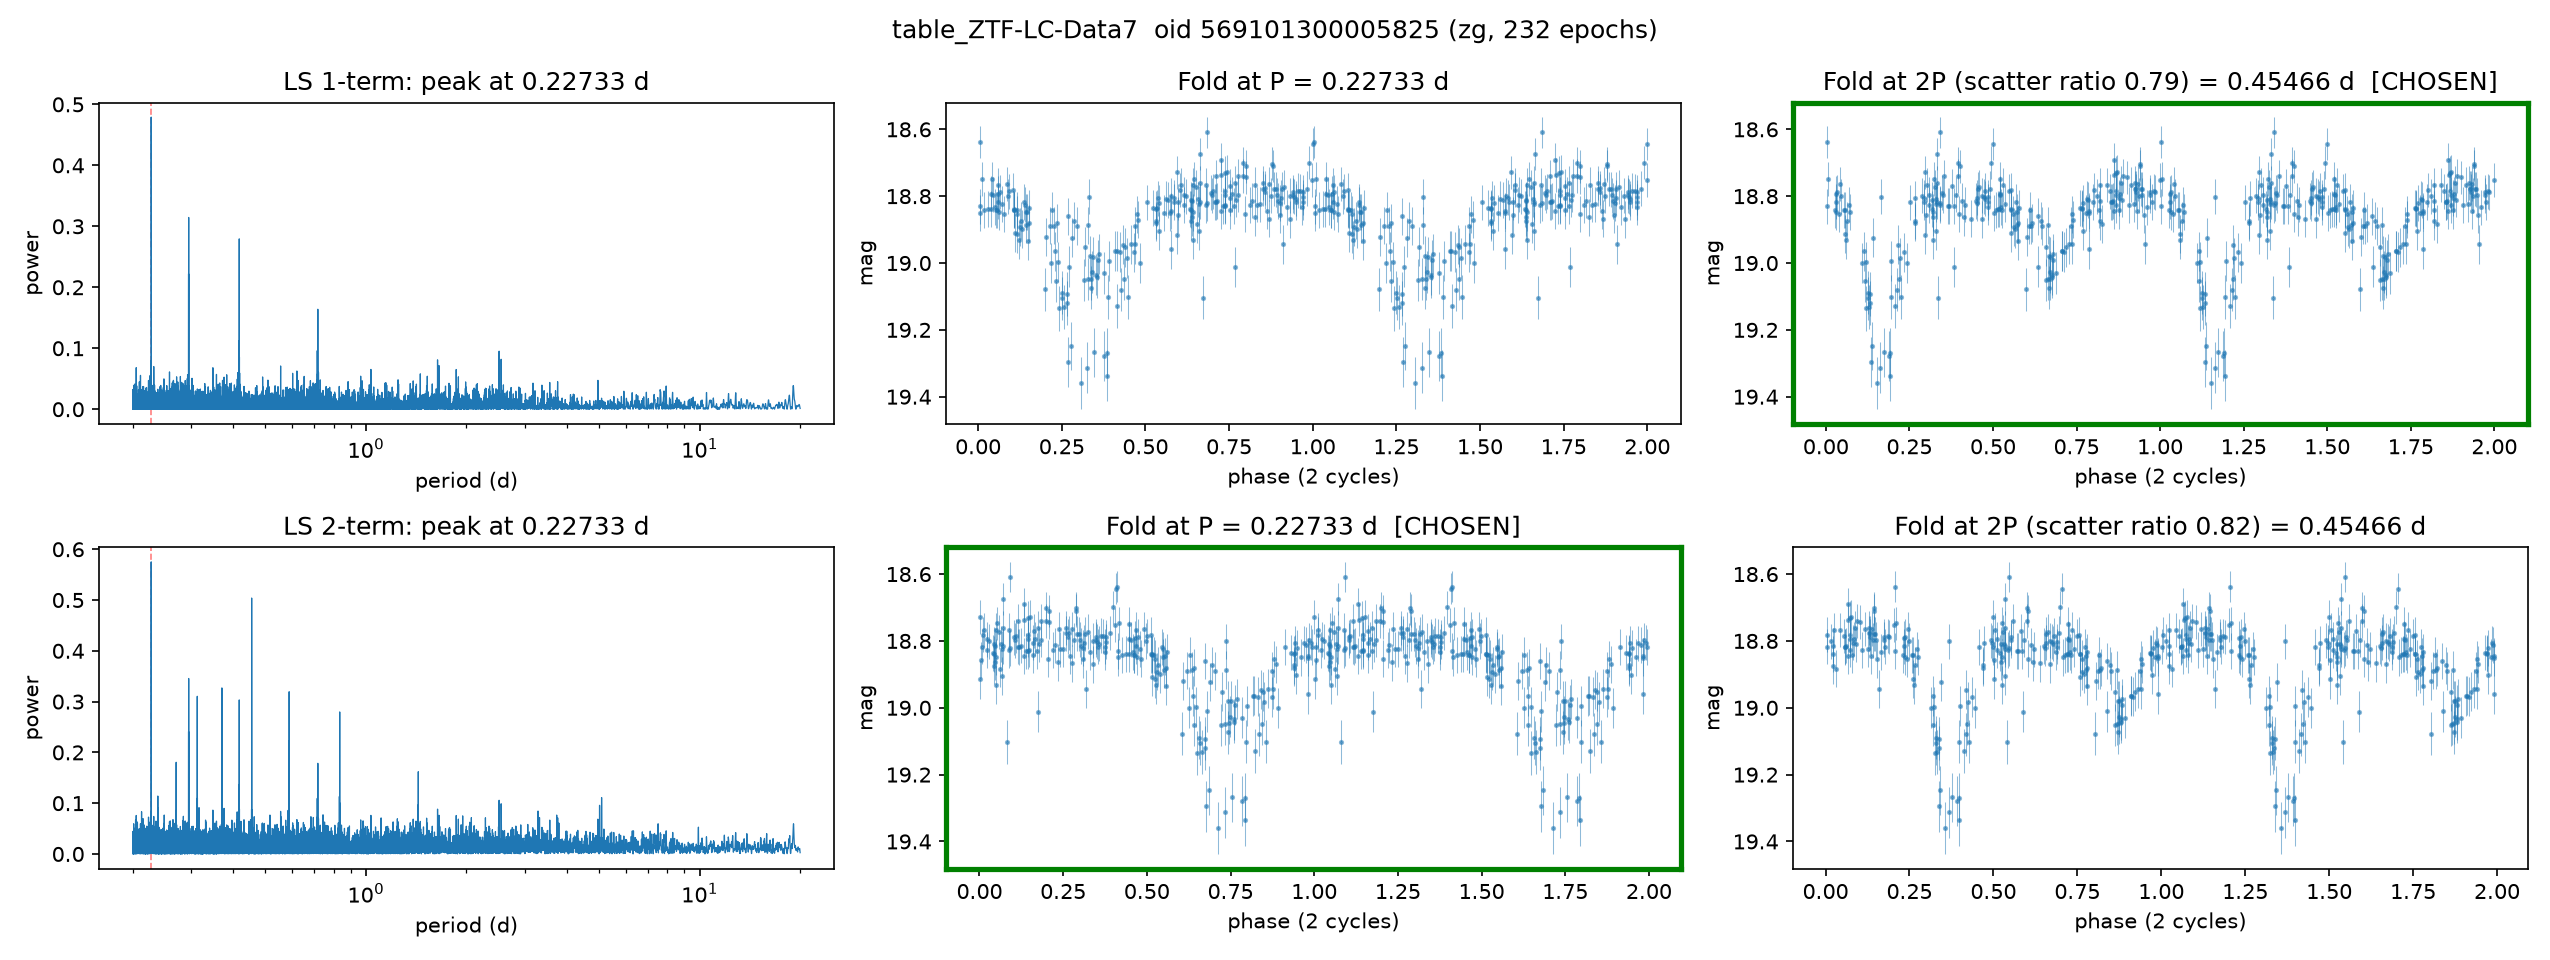 table_ZTF-LC-Data7  oid 569101300005825 (zg, 232 epochs)
LS 1-term: peak at 0.22733 d
power
0.5
0.4
0.3
0.2
0.1
0.0
10⁰
10¹
period (d)
Fold at P = 0.22733 d
mag
18.6
18.8
19.0
19.2
19.4
0.00 0.25 0.50 0.75 1.00 1.25 1.50 1.75 2.00
phase (2 cycles)
Fold at 2P (scatter ratio 0.79) = 0.45466 d  [CHOSEN]
mag
18.6
18.8
19.0
19.2
19.4
0.00 0.25 0.50 0.75 1.00 1.25 1.50 1.75 2.00
phase (2 cycles)
LS 2-term: peak at 0.22733 d
power
0.6
0.5
0.4
0.3
0.2
0.1
0.0
10⁰
10¹
period (d)
Fold at P = 0.22733 d  [CHOSEN]
mag
18.6
18.8
19.0
19.2
19.4
0.00 0.25 0.50 0.75 1.00 1.25 1.50 1.75 2.00
phase (2 cycles)
Fold at 2P (scatter ratio 0.82) = 0.45466 d
mag
18.6
18.8
19.0
19.2
19.4
0.00 0.25 0.50 0.75 1.00 1.25 1.50 1.75 2.00
phase (2 cycles)